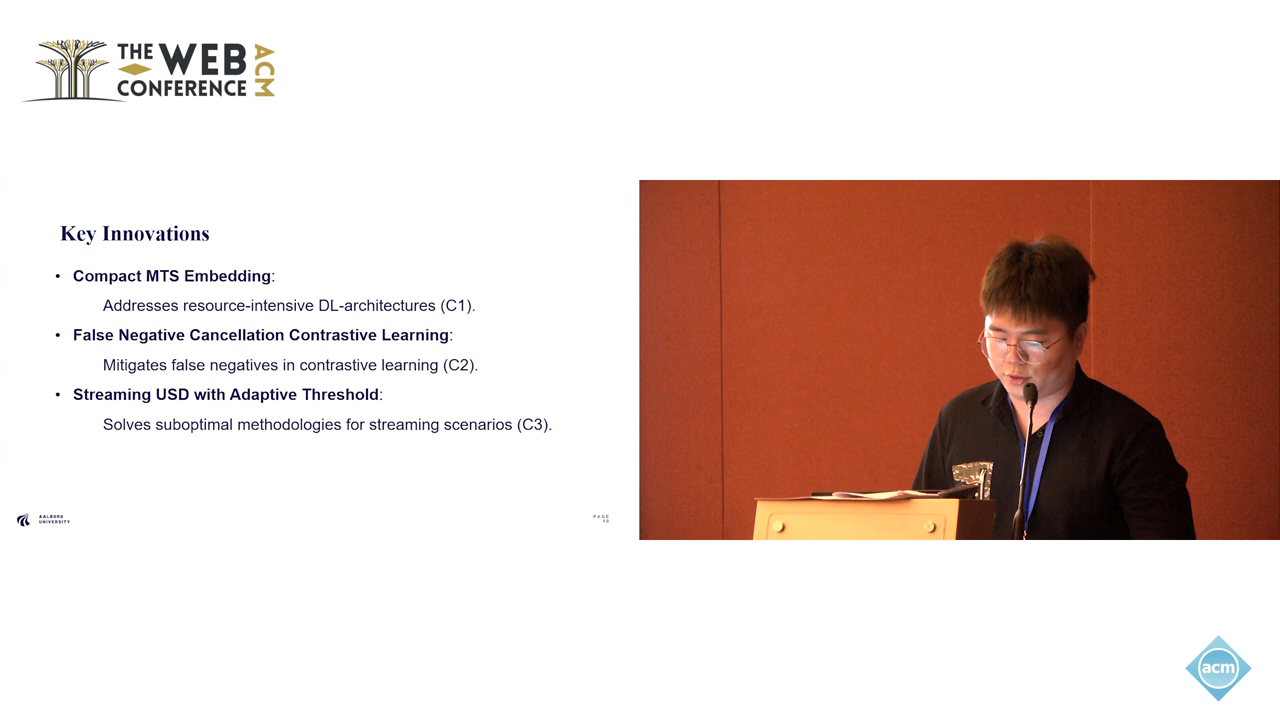 THE WEB
CONFERENCE
ACM
Key Innovations
• Compact MTS Embedding:
Addresses resource-intensive DL-architectures (C1).
• False Negative Cancellation Contrastive Learning:
Mitigates false negatives in contrastive learning (C2).
• Streaming USD with Adaptive Threshold:
Solves suboptimal methodologies for streaming scenarios (C3).
AALBORG
UNIVERSITY
PAGE
acm